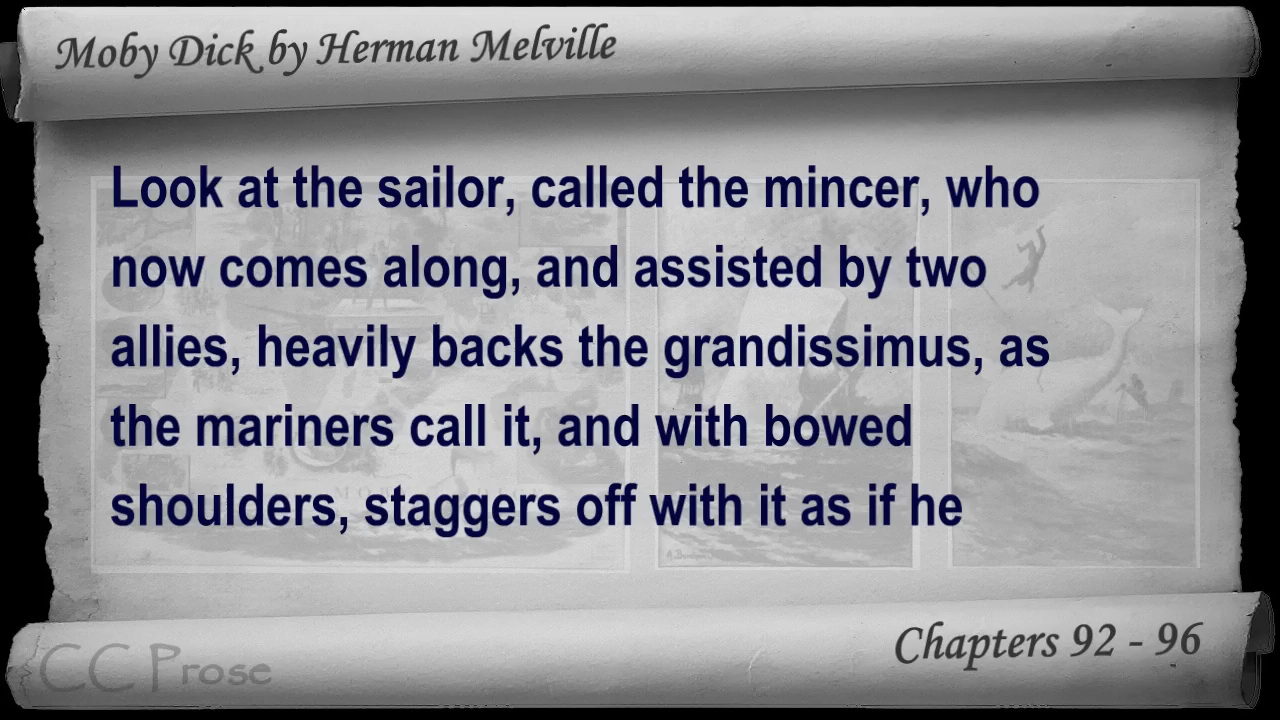 Moby Dick by Herman Melville
Look at the sailor, called the mincer, who
now comes along, and assisted by two
allies, heavily backs the grandissimus, as
the mariners call it, and with bowed
shoulders, staggers off with it as if he
Chapters 92 - 96
CC Prose